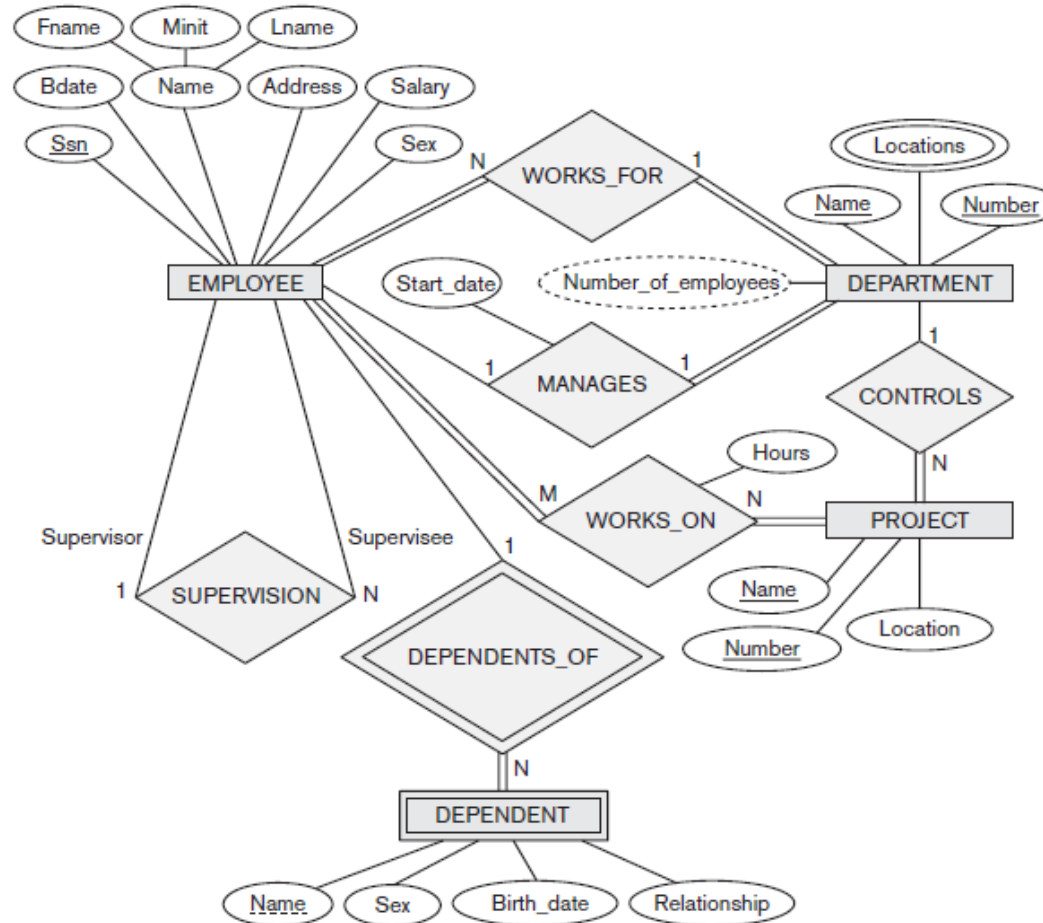 Fname Minit Lname
Bdate Name Address Salary
Ssn Sex
N WORKS_FOR 1
Locations
Name Number
EMPLOYEE Start_date Number_of_employees DEPARTMENT
1 MANAGES 1
1
CONTROLS
N
Hours
M WORKS_ON N
PROJECT
Supervisor Supervisee
1 SUPERVISION N
1
Name
Number Location
DEPENDENTS_OF
N
DEPENDENT
Name Sex Birth_date Relationship